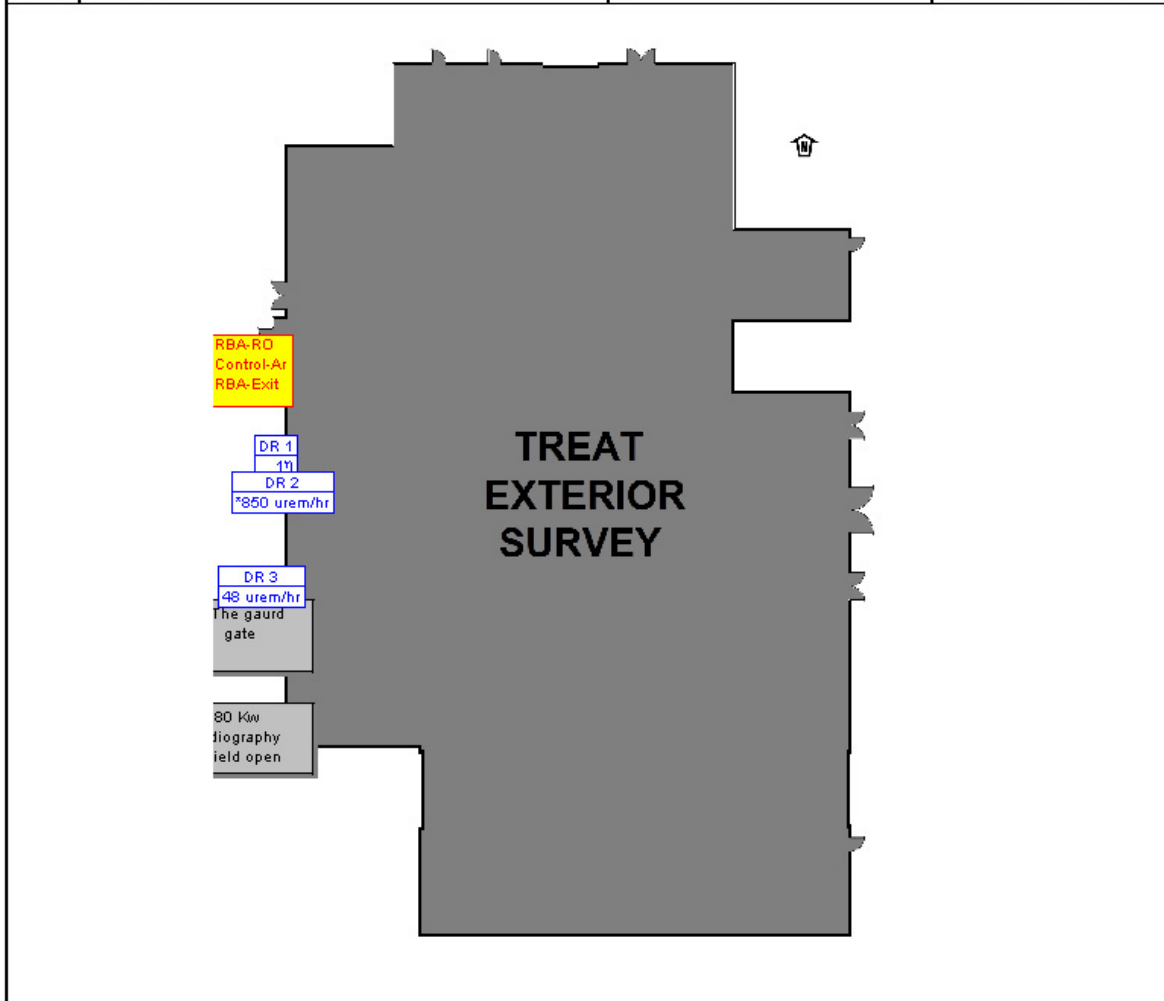 N
RBA-RO
Control-Ar
RBA-Exit
DR 1
DR 2
*850 urem/hr
TREAT
EXTERIOR
SURVEY
DR 3
48 urem/hr
The gaurd
gate
80 Kw
diography
ield open